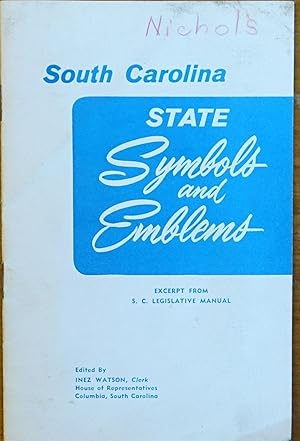 Nichols
South Carolina
STATE
Symbols
and
Emblems
EXCERPT FROM
S. C. LEGISLATIVE MANUAL
Edited By
INEZ WATSON, Clerk
House of Representatives
Columbia, South Carolina